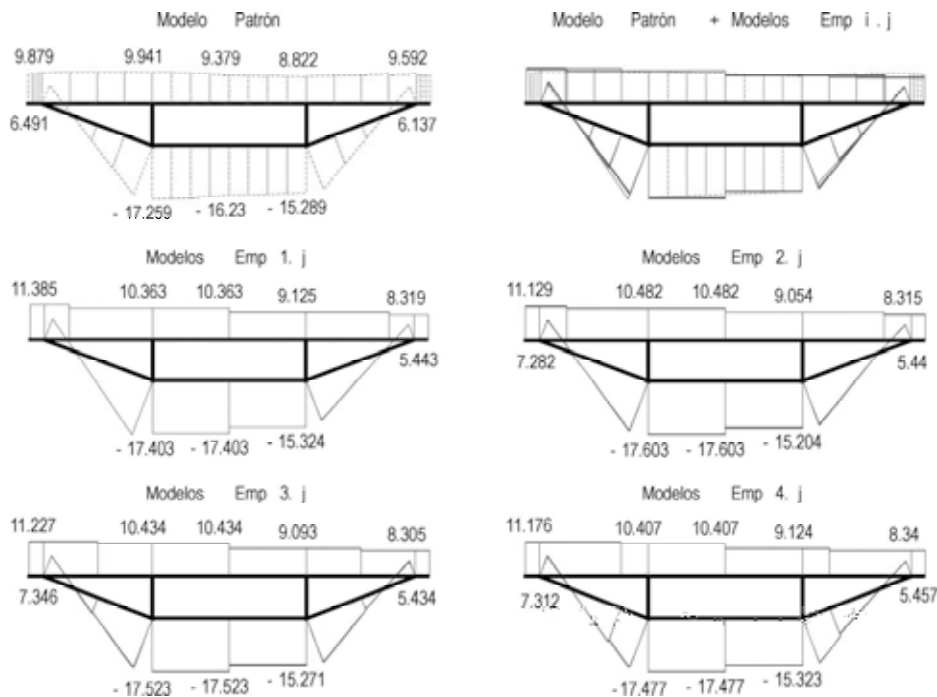 Modelo Patrón
9.879 9.941 9.379 8.822 9.592
6.491 6.137
- 17.259 - 16.23 - 15.289
Modelo Patrón + Modelos Emp i . j
Modelos Emp 1. j
11.385 10.363 10.363 9.125 8.319
5.443
- 17.403 - 17.403 - 15.324
Modelos Emp 2. j
11.129 10.482 10.482 9.054 8.315
7.282 5.44
- 17.603 - 17.603 - 15.204
Modelos Emp 3. j
11.227 10.434 10.434 9.093 8.305
7.346 5.434
- 17.523 - 17.523 - 15.271
Modelos Emp 4. j
11.176 10.407 10.407 9.124 8.34
7.312 5.457
- 17.477 - 17.477 - 15.323